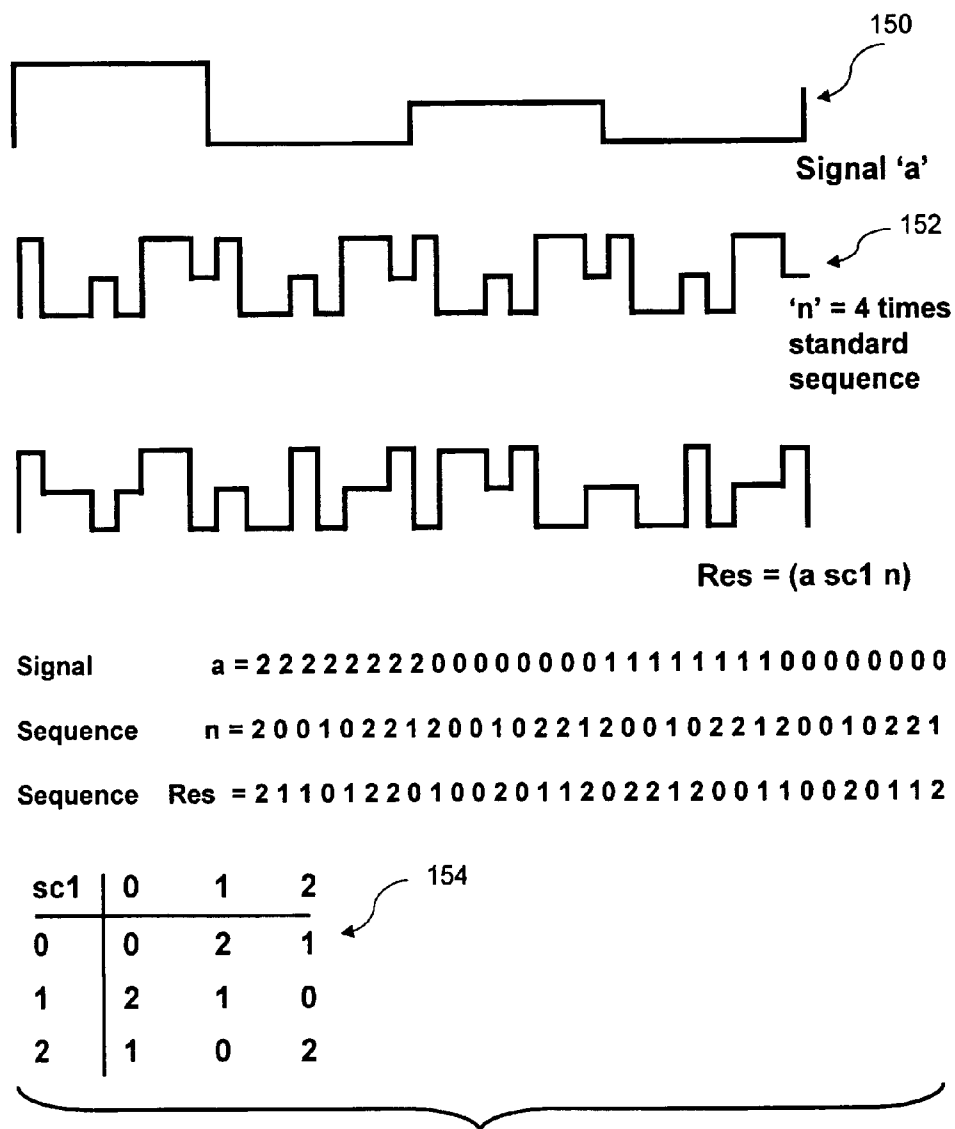 150
Signal ‘a’
152
‘n’ = 4 times
standard
sequence
Res = (a sc1 n)
Signal a = 2 2 2 2 2 2 2 2 0 0 0 0 0 0 0 0 1 1 1 1 1 1 1 1 0 0 0 0 0 0 0 0
Sequence n = 2 0 0 1 0 2 2 1 2 0 0 1 0 2 2 1 2 0 0 1 0 2 2 1 2 0 0 1 0 2 2 1
Sequence Res = 2 1 1 0 1 2 2 0 1 0 0 2 0 1 1 2 0 2 2 1 2 0 0 1 1 0 0 2 0 1 1 2
154
sc1 0 1 2
0 0 2 1
1 2 1 0
2 1 0 2